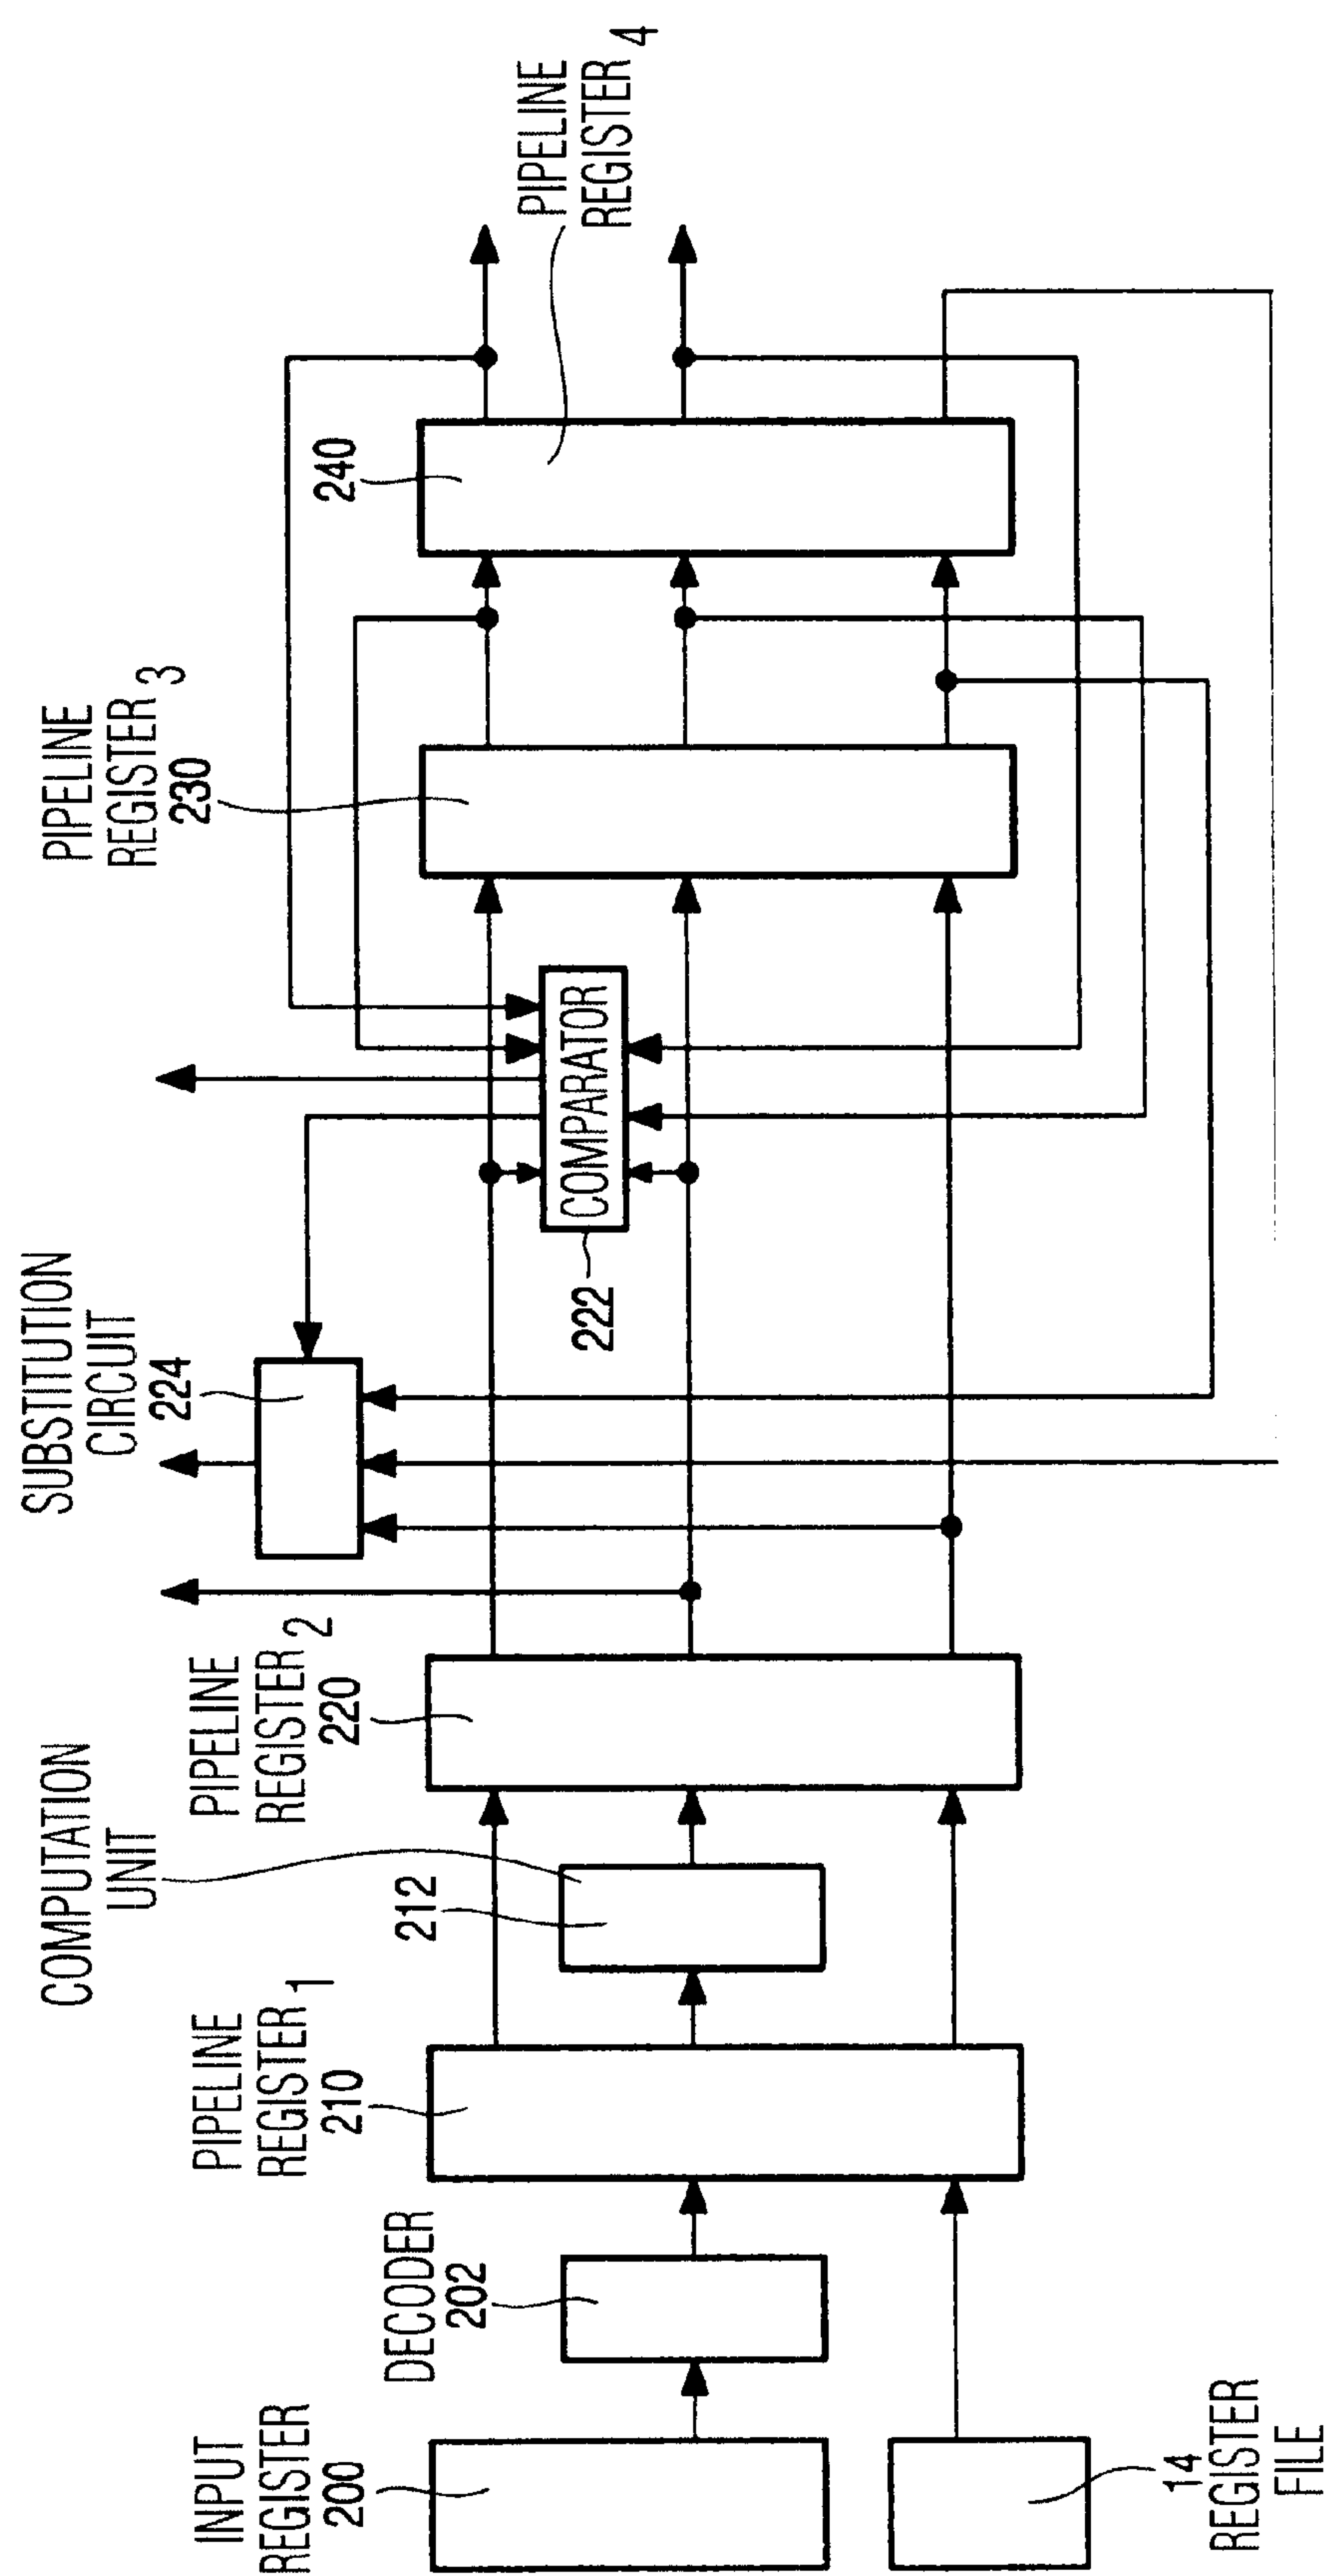 INPUT
REGISTER
200
14
REGISTER
FILE
DECODER
202
PIPELINE
REGISTER 1
210
COMPUTATION
UNIT
212
PIPELINE
REGISTER 2
220
SUBSTITUTION
CIRCUIT
224
COMPARATOR
222
PIPELINE
REGISTER 3
230
240
PIPELINE
REGISTER 4